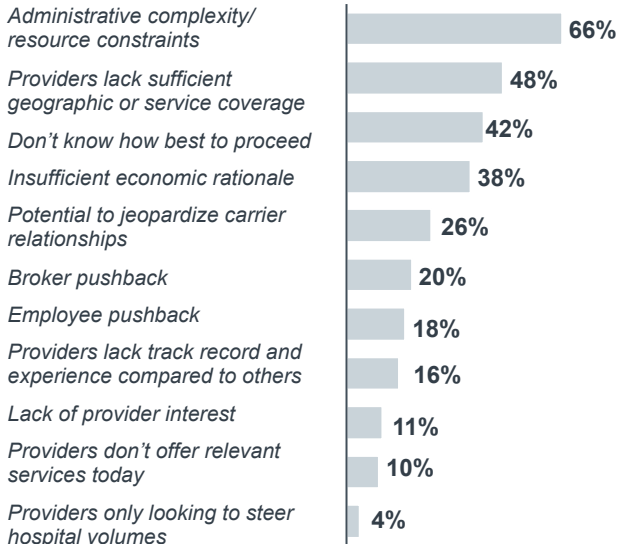 Administrative complexity/
resource constraints
66%
Providers lack sufficient
geographic or service coverage
48%
Don't know how best to proceed
42%
Insufficient economic rationale
38%
Potential to jeopardize carrier
relationships
26%
Broker pushback
20%
Employee pushback
18%
Providers lack track record and
experience compared to others
16%
Lack of provider interest
11%
Providers don't offer relevant
services today
10%
Providers only looking to steer
hospital volumes
4%